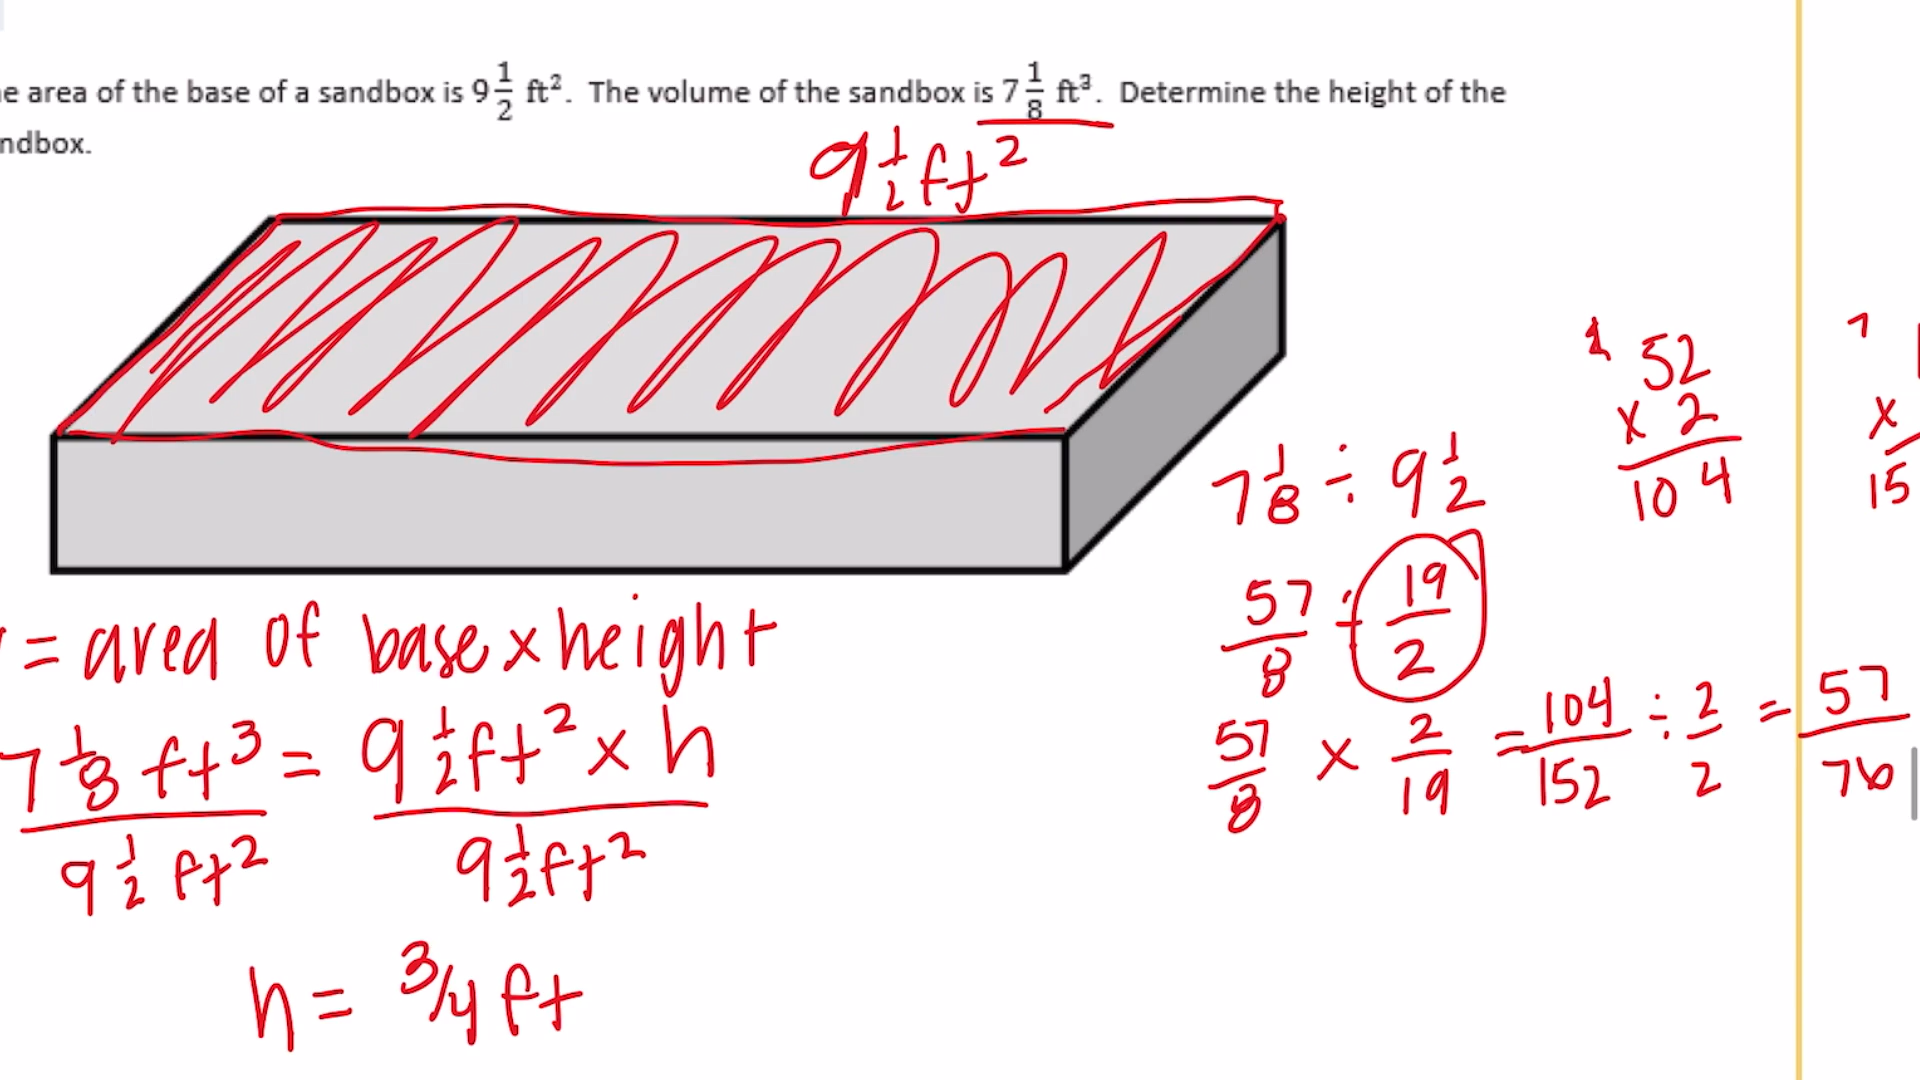 e area of the base of a sandbox is 9 1/2 ft². The volume of the sandbox is 7 1/8 ft³. Determine the height of the
ndbox.
9 1/2 ft²
= area of base x height
7 1/8 ft³ = 9 1/2 ft² x h
9 1/2 ft² 9 1/2 ft²
h = 3/4 ft
7 1/8 ÷ 9 1/2
57/8 ÷ 19/2
57/8 x 2/19 = 104/152 ÷ 2/2 = 57/76
52
x 2
104
x
15